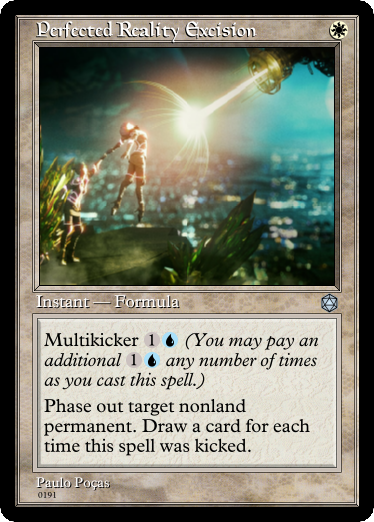 Perfected Reality Excision
Instant — Formula
Multikicker 1 (You may pay an
additional 1 any number of times
as you cast this spell.)
Phase out target nonland
permanent. Draw a card for each
time this spell was kicked.
Paulo Poças
0191